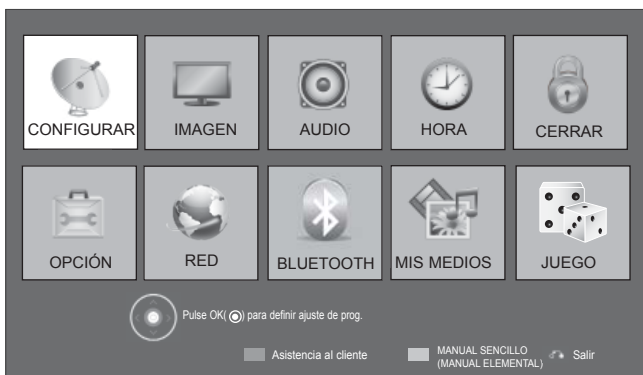 CONFIGURAR IMAGEN AUDIO HORA CERRAR
OPCIÓN RED BLUETOOTH MIS MEDIOS JUEGO
Pulse OK( ) para definir ajuste de prog.
Asistencia al cliente
MANUAL SENCILLO
(MANUAL ELEMENTAL)
Salir